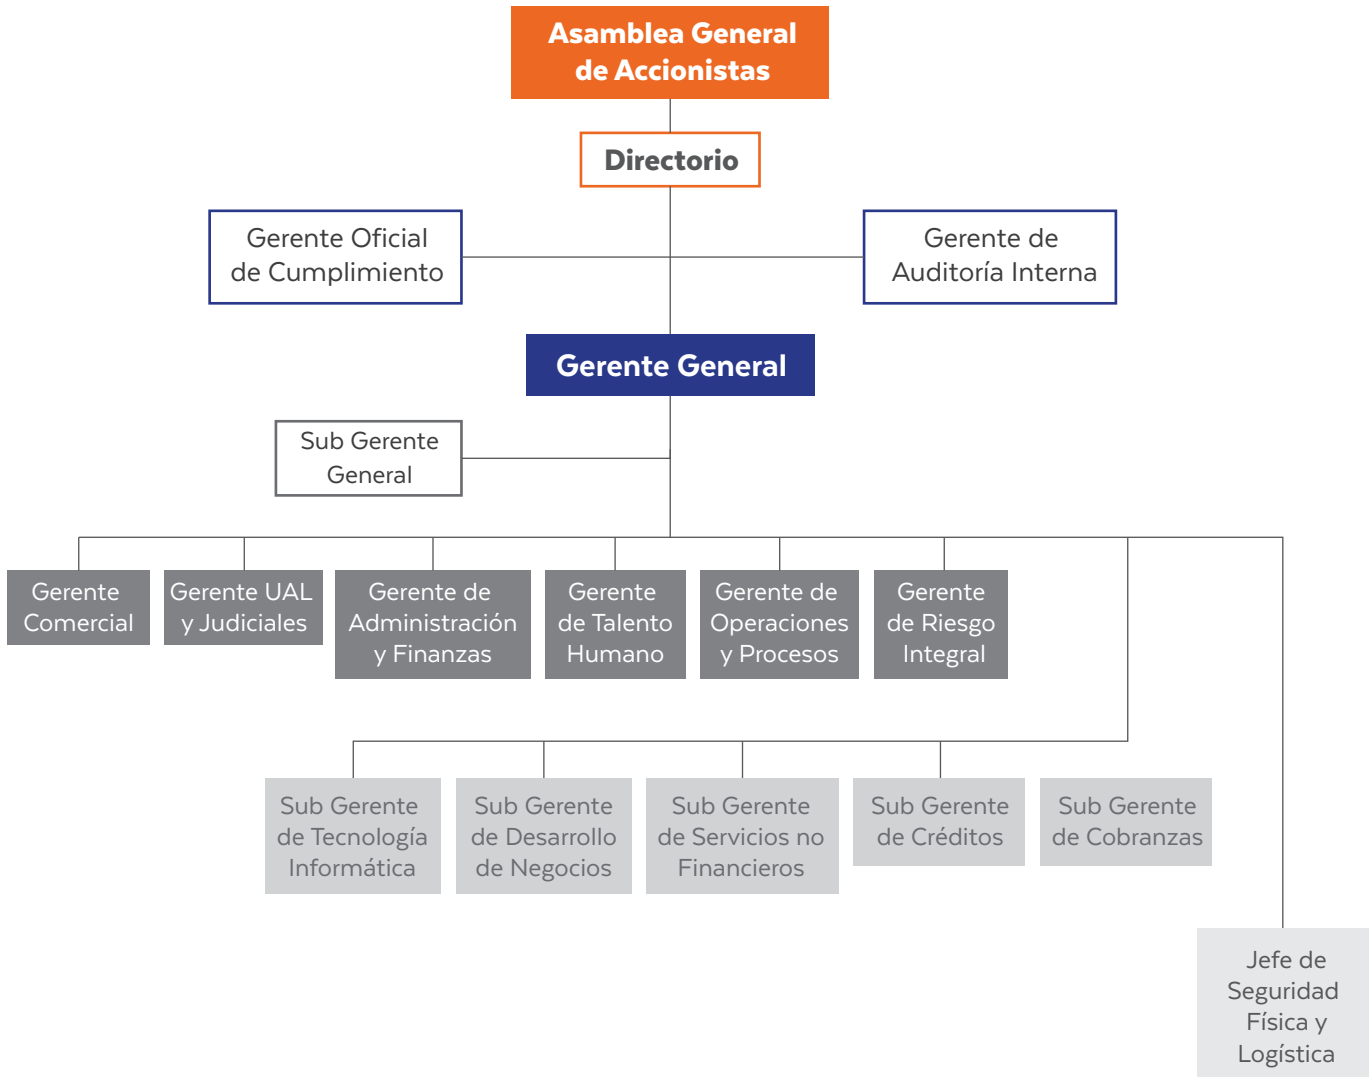 Asamblea General
de Accionistas
Directorio
Gerente Oficial
de Cumplimiento
Gerente de
Auditoría Interna
Gerente General
Sub Gerente
General
Gerente
Comercial
Gerente UAL
y Judiciales
Gerente de
Administración
y Finanzas
Gerente
de Talento
Humano
Gerente de
Operaciones
y Procesos
Gerente
de Riesgo
Integral
Sub Gerente
de Tecnología
Informática
Sub Gerente
de Desarrollo
de Negocios
Sub Gerente
de Servicios no
Financieros
Sub Gerente
de Créditos
Sub Gerente
de Cobranzas
Jefe de
Seguridad
Física y
Logística